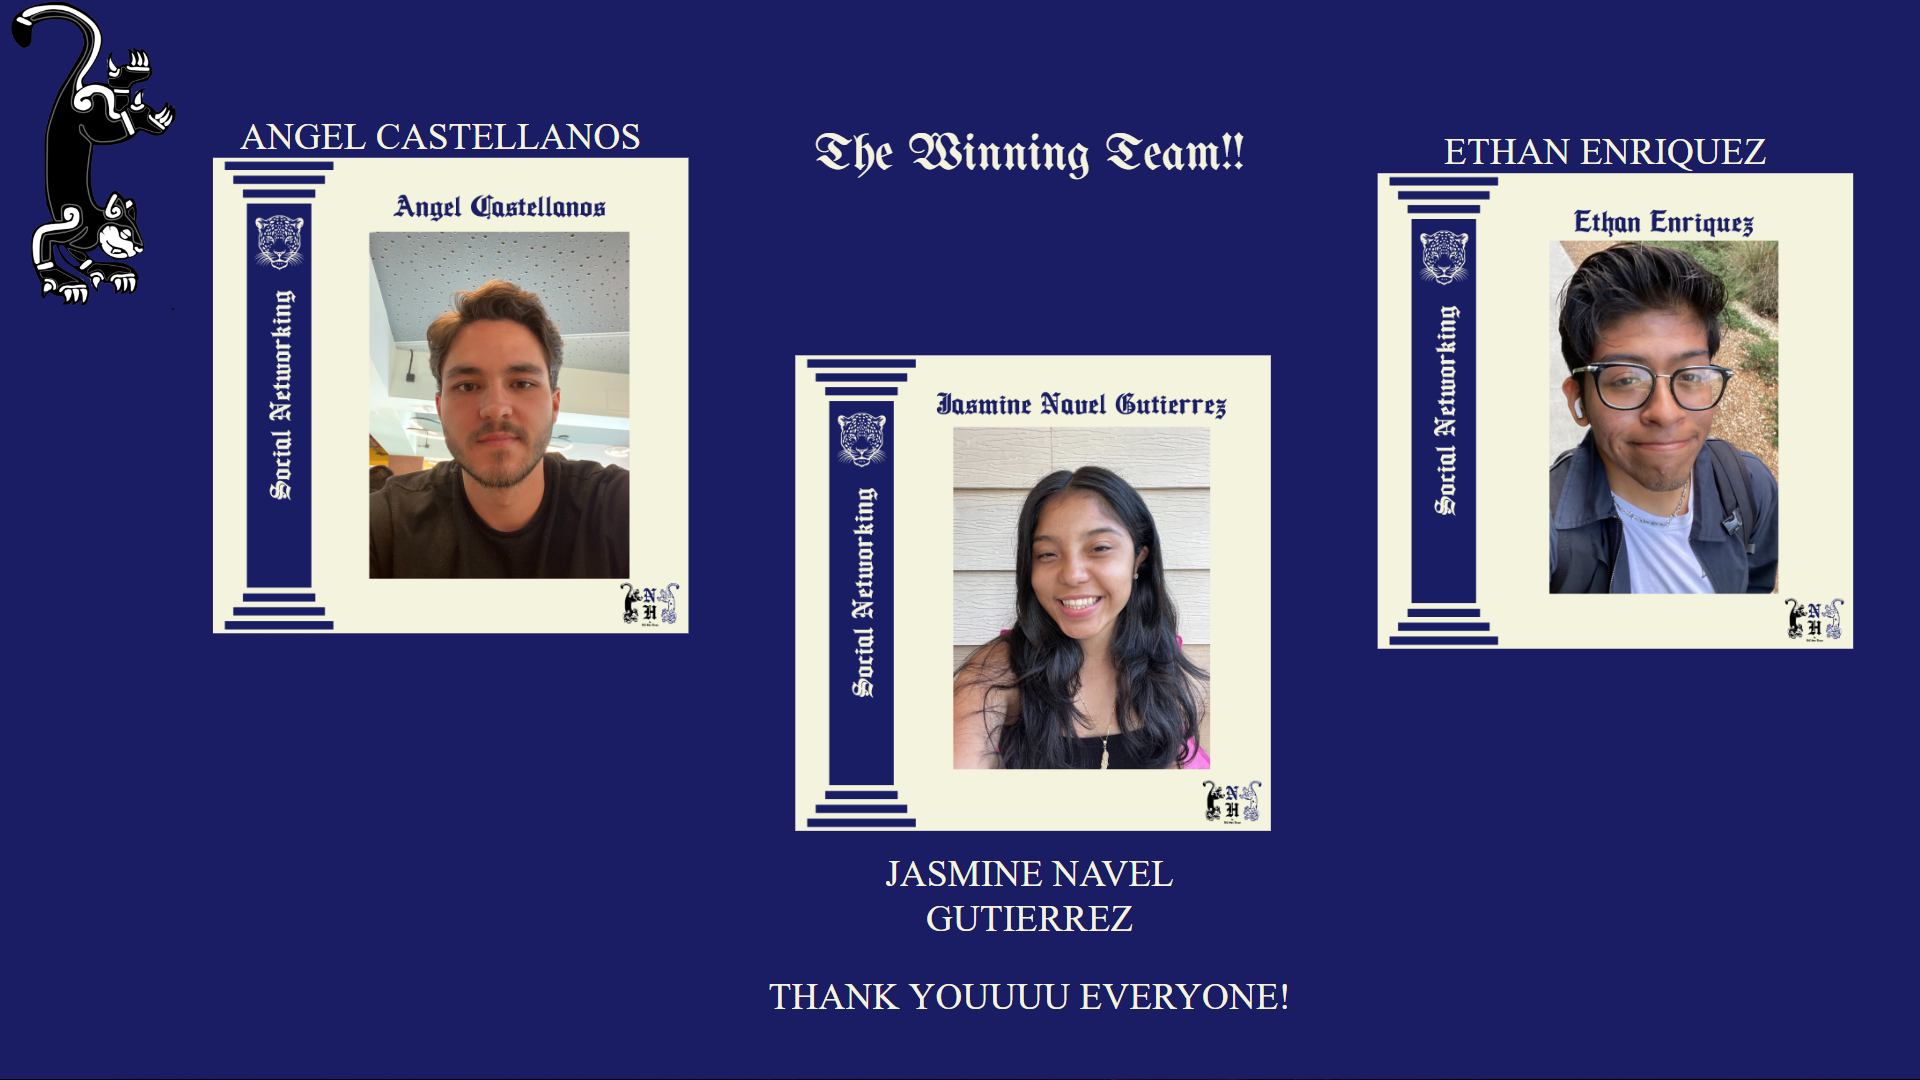 ANGEL CASTELLANOS
The Winning Team!!
ETHAN ENRIQUEZ
Angel Castellanos
Social Networking
N
H
Ethan Enriquez
Social Networking
N
H
Jasmine Navel Gutierrez
Social Networking
N
H
JASMINE NAVEL
GUTIERREZ
THANK YOUUUU EVERYONE!